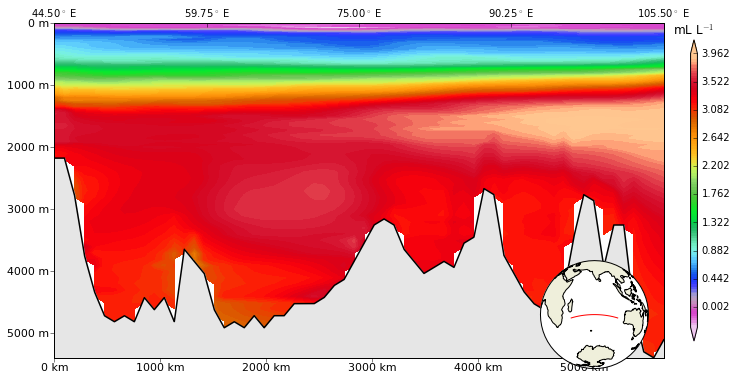 44.50° E 59.75° E 75.00° E 90.25° E 105.50° E
mL L⁻¹
0 m
1000 m
2000 m
3000 m
4000 m
5000 m
3.962
3.522
3.082
2.642
2.202
1.762
1.322
0.882
0.442
0.002
0 km 1000 km 2000 km 3000 km 4000 km 5000 km